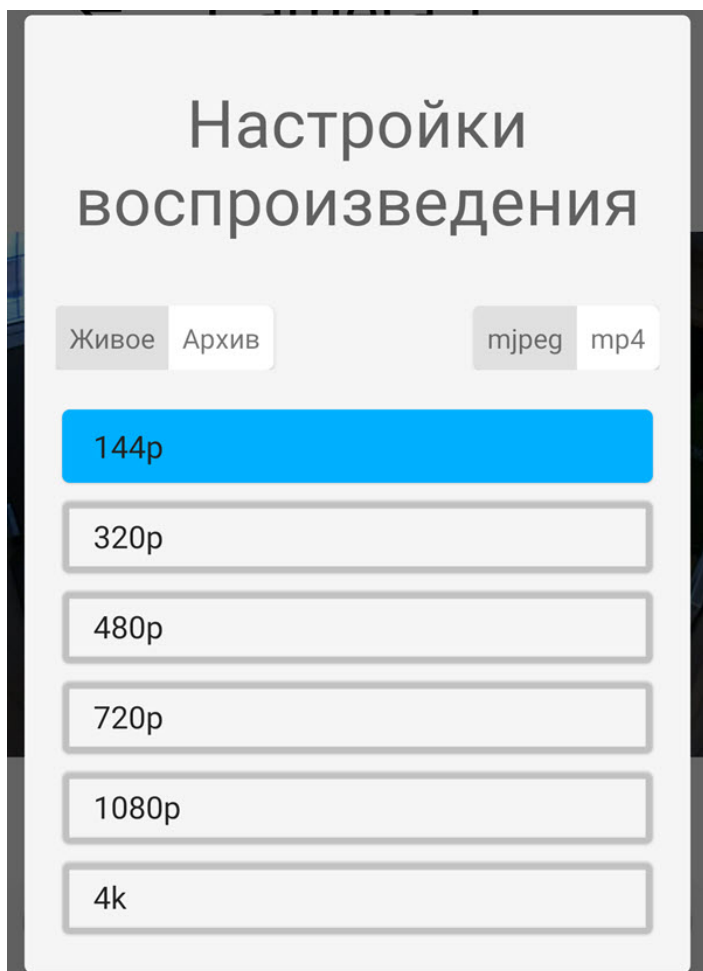 Настройки
воспроизведения
Живое Архив mjpeg mp4
144p
320p
480p
720p
1080p
4k